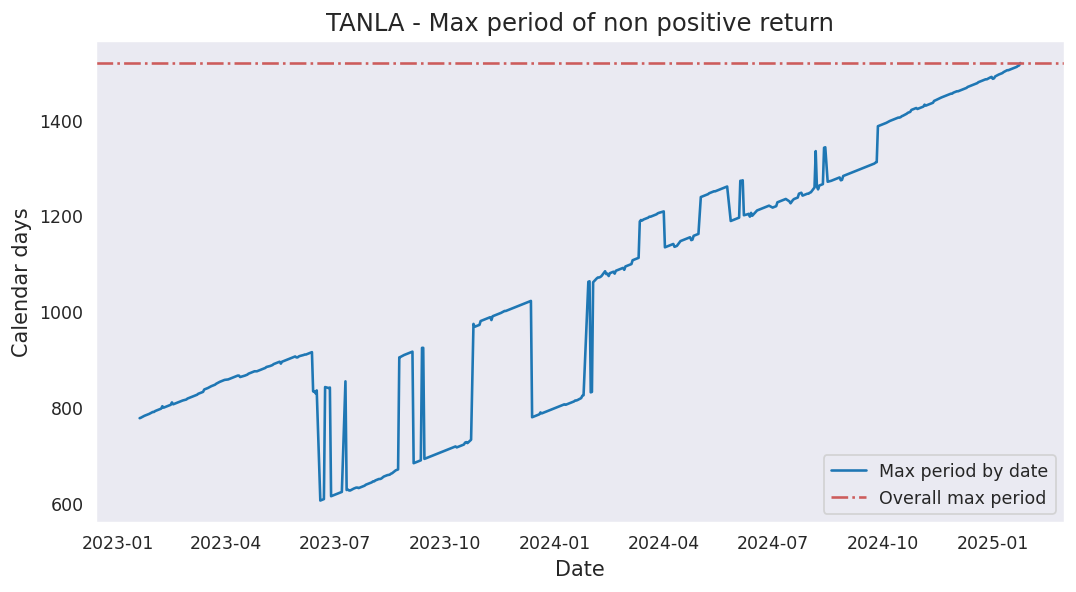 TANLA - Max period of non positive return
Calendar days
1400
1200
1000
800
600
2023-01 2023-04 2023-07 2023-10 2024-01 2024-04 2024-07 2024-10 2025-01
Date
Max period by date
Overall max period